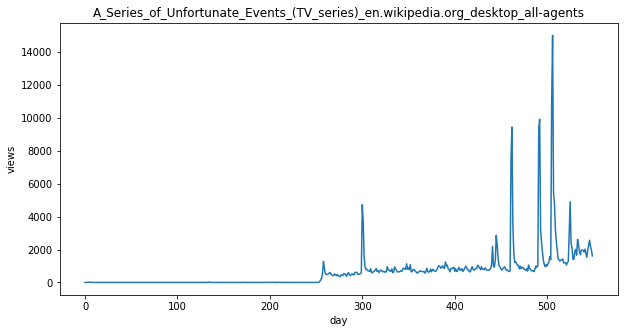 A_Series_of_Unfortunate_Events_(TV_series)_en.wikipedia.org_desktop_all-agents
14000
12000
10000
8000
6000
4000
2000
0
views
0 100 200 300 400 500
day